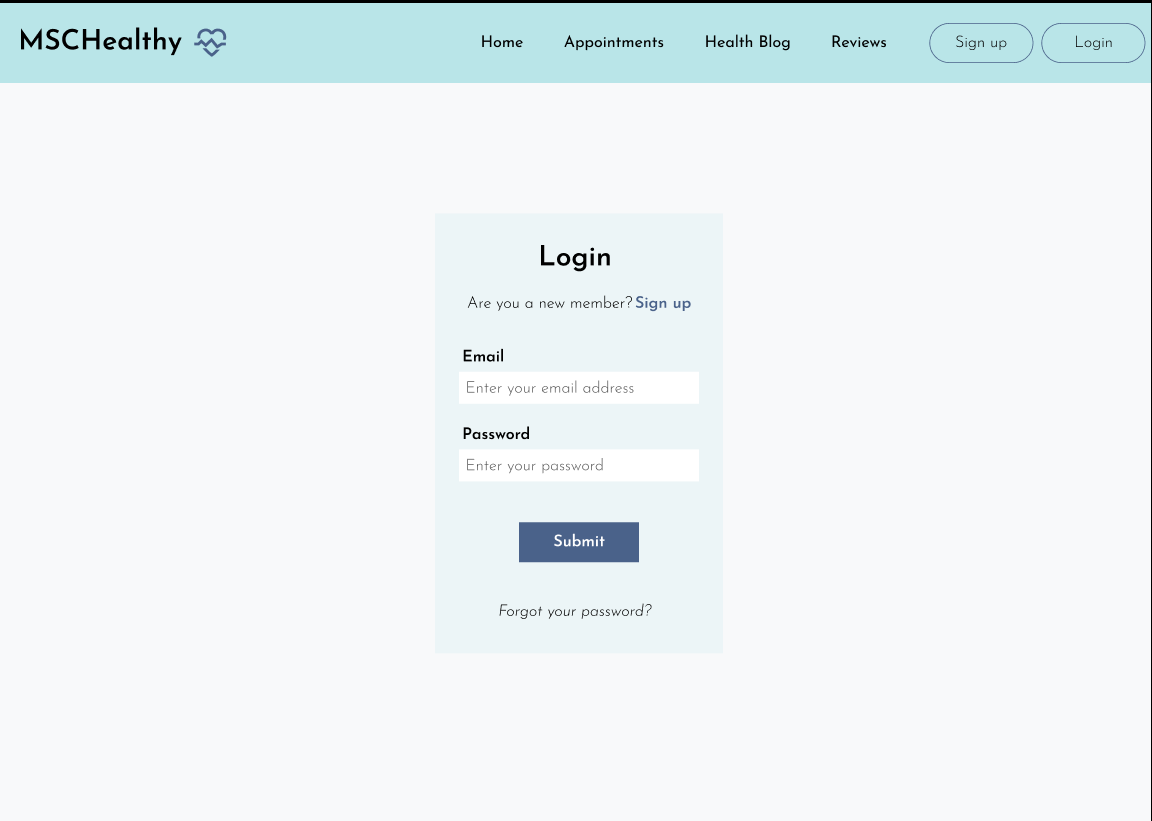 MSCHealthy Home Appointments Health Blog Reviews Sign up Login
Login
Are you a new member? Sign up
Email
Enter your email address
Password
Enter your password
Submit
Forgot your password?